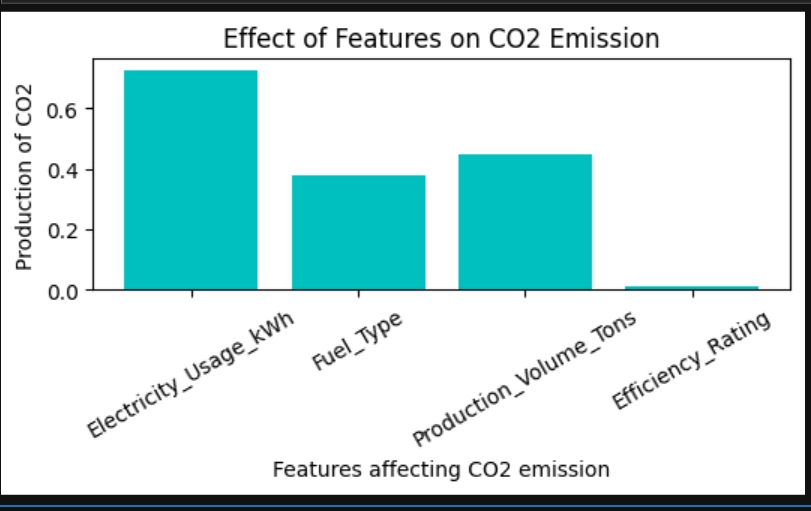 Effect of Features on CO2 Emission
Production of CO2
0.6
0.4
0.2
0.0
Electricity_Usage_kWh
Fuel_Type
Production_Volume_Tons
Efficiency_Rating
Features affecting CO2 emission